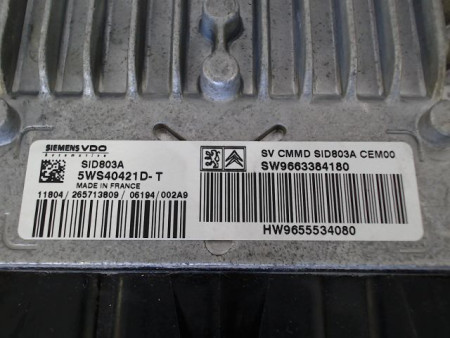 SIEMENS VDO
Automotive
SID803A
5WS40421D-T
MADE IN FRANCE
11804/265713809/06194/002A9
SV CMMD SID803A CEM00
SW9663384180
HW9655534080